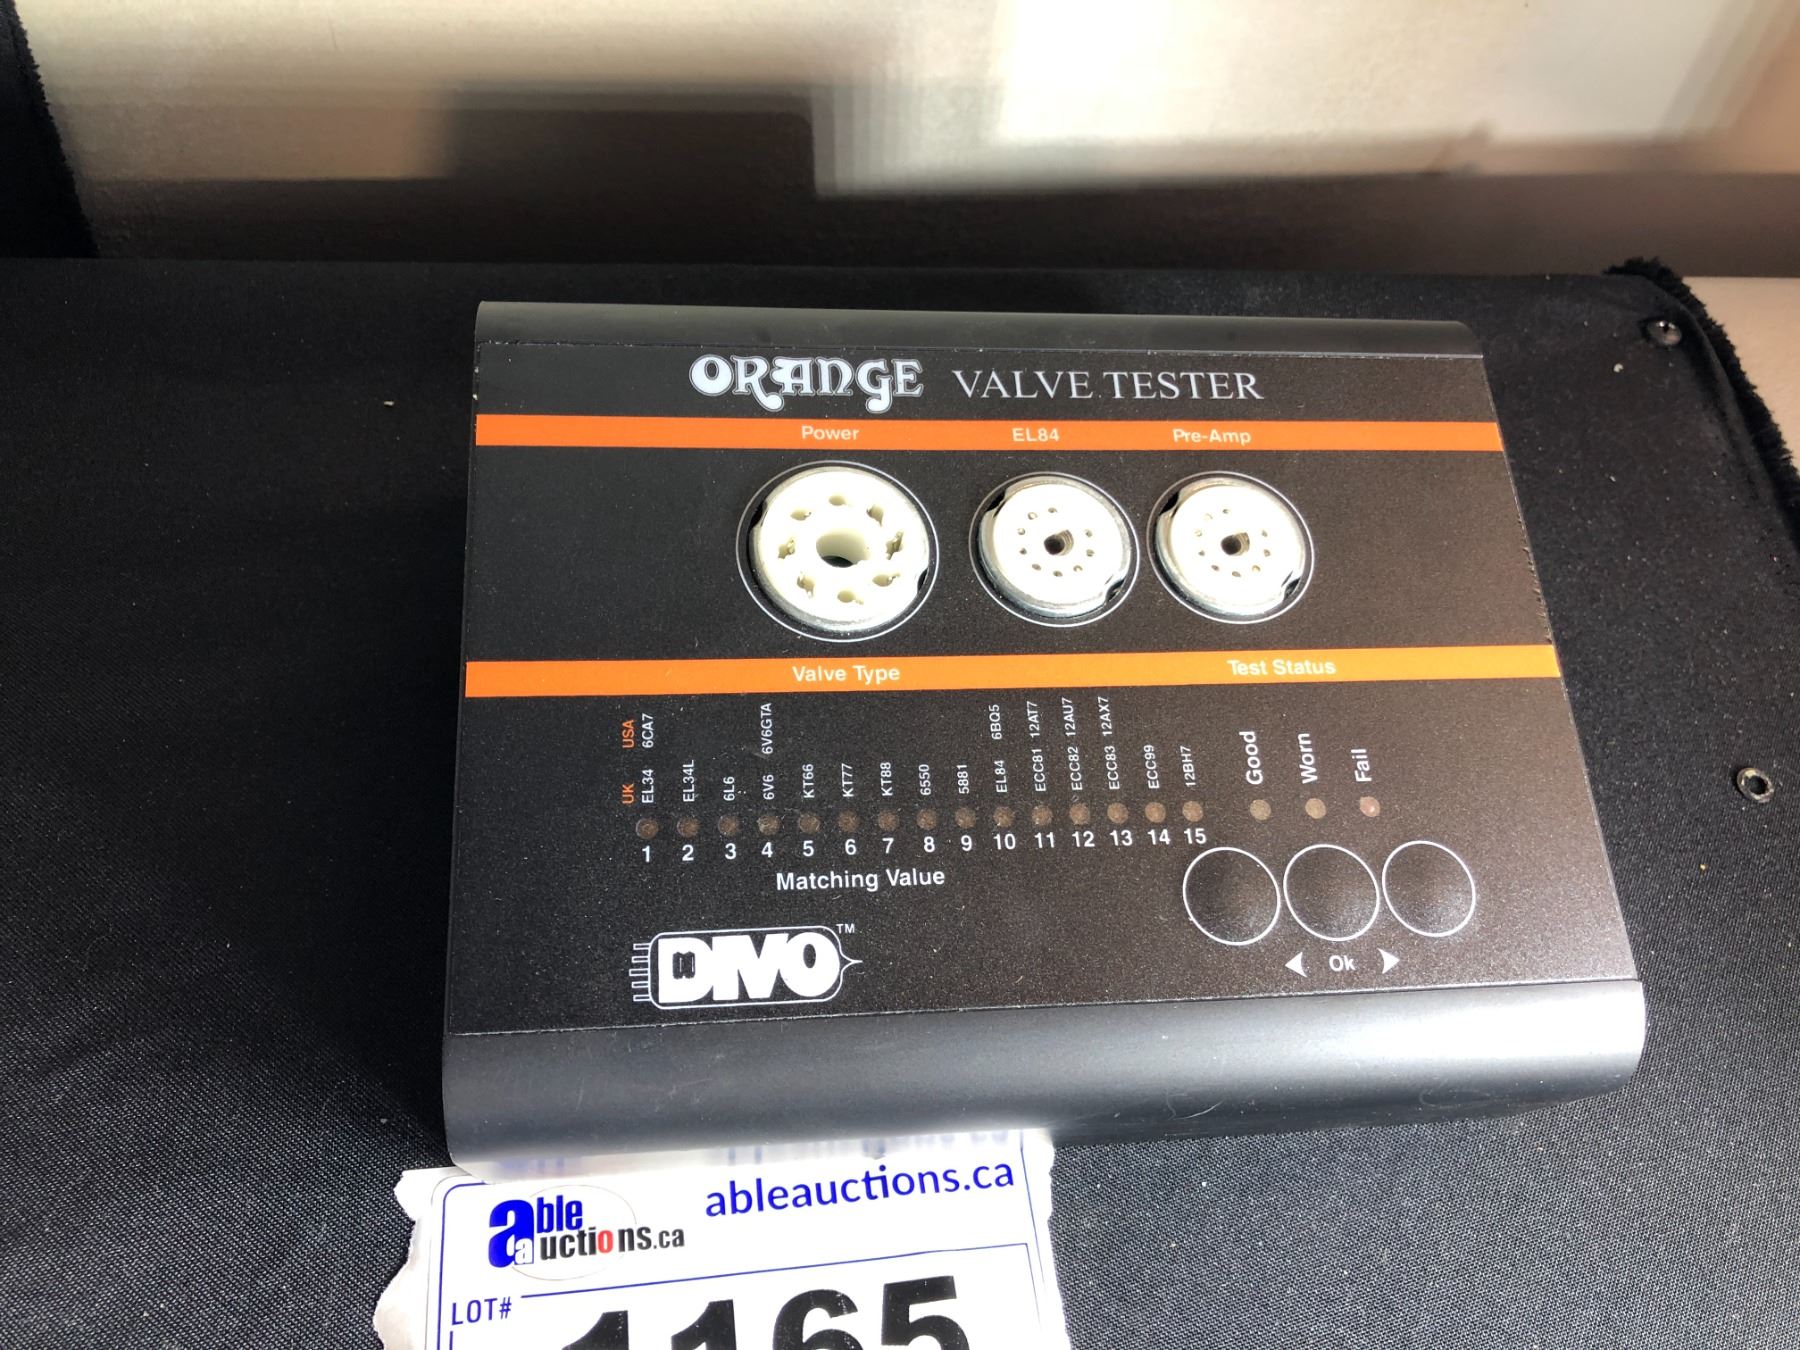 ORANGE VALVE TESTER
Power EL84 Pre-Amp
Valve Type Test Status
UK USA
EL34 6CA7
EL34L
6L6
6V6 6V6GTA
KT66
KT77
KT88
6550
5881
EL84 6BQ5
ECC81 12AT7
ECC82 12AU7
ECC83 12AX7
ECC99
12BH7
Good
Worn
Fail
1 2 3 4 5 6 7 8 9 10 11 12 13 14 15
Matching Value
DIVO TM
◀ Ok ▶
able auctions.ca
ableauctions.ca
LOT#
1165